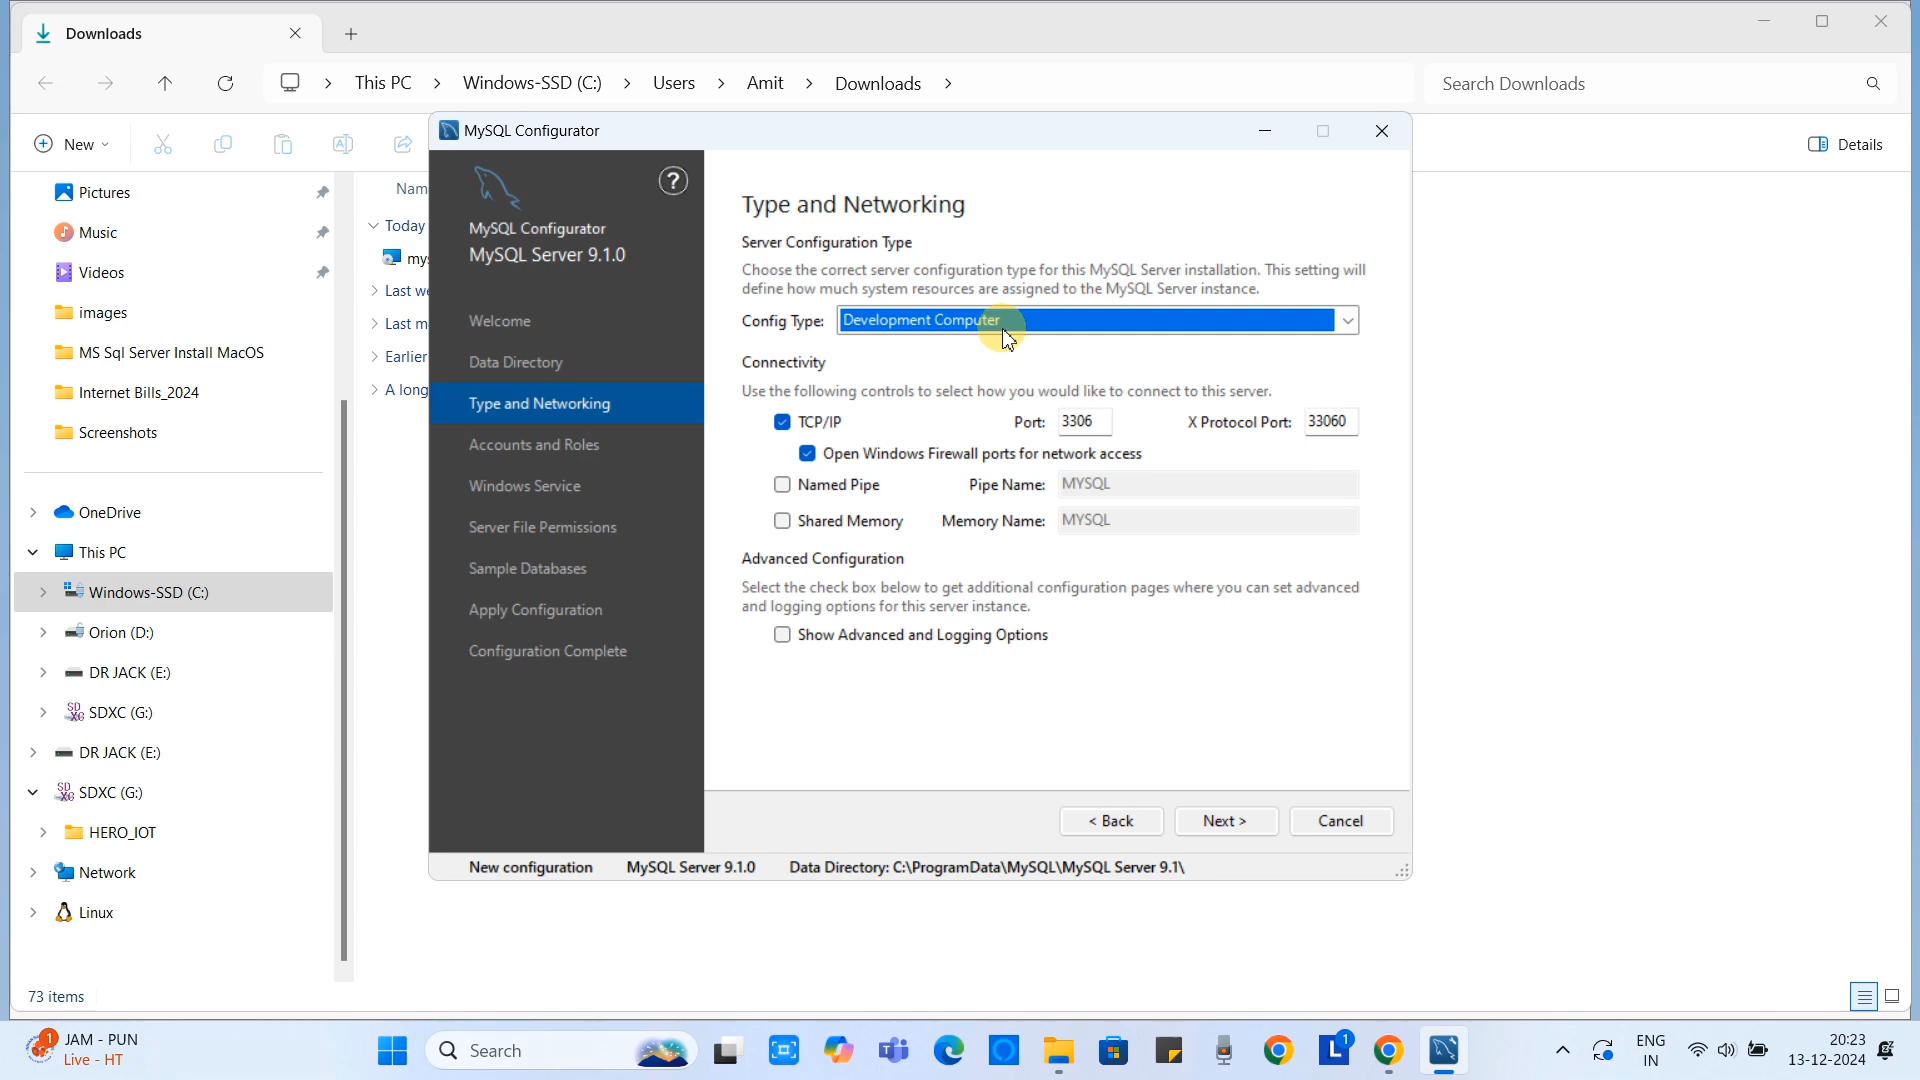 Downloads
This PC > Windows-SSD (C:) > Users > Amit > Downloads >
Search Downloads
New
Details
MySQL Configurator
Pictures
Music
Videos
images
MS Sql Server Install MacOS
Internet Bills_2024
Screenshots
OneDrive
This PC
Windows-SSD (C:)
Orion (D:)
DR JACK (E:)
SDXC (G:)
DR JACK (E:)
SDXC (G:)
HERO_IOT
Network
Linux
73 items
Nam
Today
mys
Last we
Last m
Earlier
A long
?
MySQL Configurator
MySQL Server 9.1.0
Welcome
Data Directory
Type and Networking
Accounts and Roles
Windows Service
Server File Permissions
Sample Databases
Apply Configuration
Configuration Complete
Type and Networking
Server Configuration Type
Choose the correct server configuration type for this MySQL Server installation. This setting will
define how much system resources are assigned to the MySQL Server instance.
Config Type: Development Computer
Connectivity
Use the following controls to select how you would like to connect to this server.
TCP/IP Port: 3306 X Protocol Port: 33060
Open Windows Firewall ports for network access
Named Pipe Pipe Name: MYSQL
Shared Memory Memory Name: MYSQL
Advanced Configuration
Select the check box below to get additional configuration pages where you can set advanced
and logging options for this server instance.
Show Advanced and Logging Options
< Back Next > Cancel
New configuration MySQL Server 9.1.0 Data Directory: C:\ProgramData\MySQL\MySQL Server 9.1\
1
JAM - PUN
Live - HT
Search
L 1
ENG
IN
20:23
13-12-2024